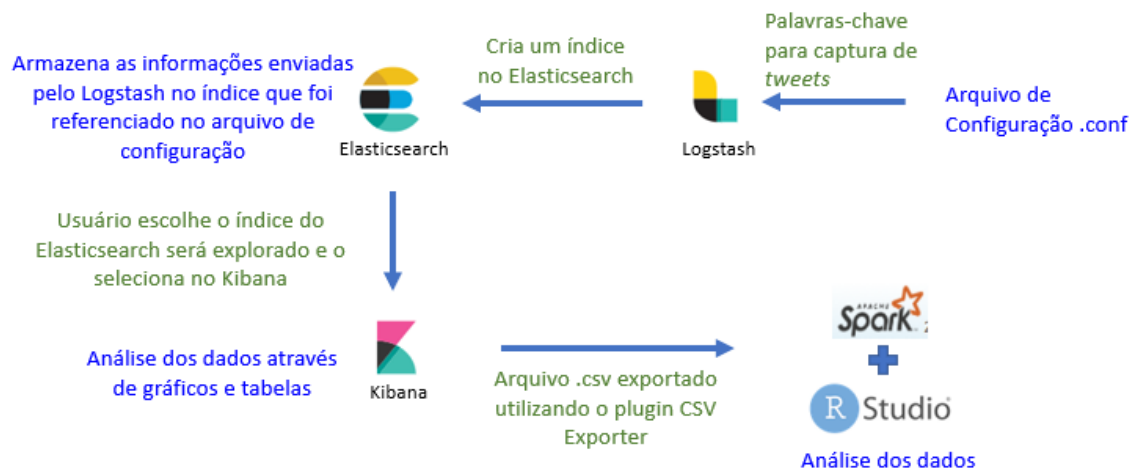 Palavras-chave
para captura de
tweets
Arquivo de
Configuração .conf
Logstash
Cria um índice
no Elasticsearch
Elasticsearch
Armazena as informações enviadas
pelo Logstash no índice que foi
referenciado no arquivo de
configuração
Usuário escolhe o índice do
Elasticsearch será explorado e o
seleciona no Kibana
Kibana
Análise dos dados através
de gráficos e tabelas
Arquivo .csv exportado
utilizando o plugin CSV
Exporter
APACHE
Spark
R Studio
Análise dos dados